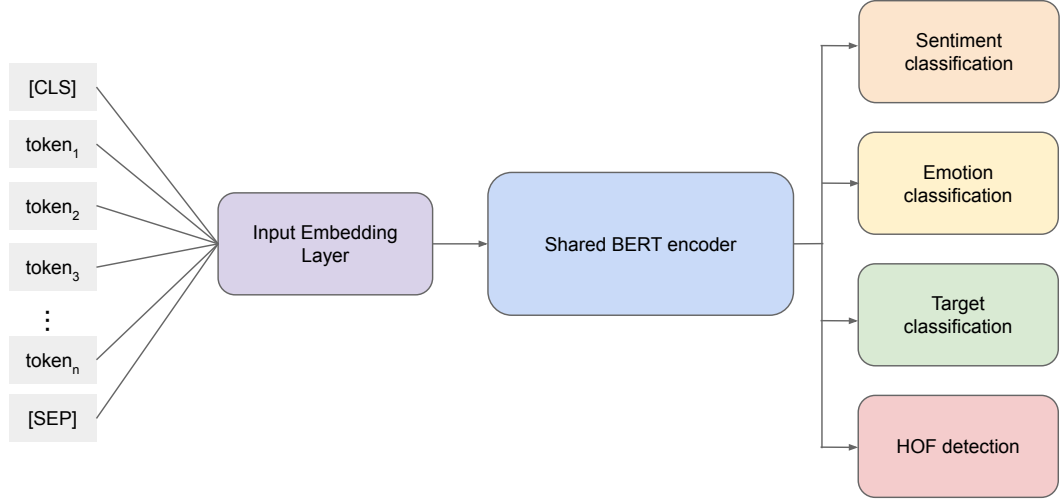 [CLS]
token1
token2
token3
⋮
tokenn
[SEP]
Input Embedding
Layer
Shared BERT encoder
Sentiment
classification
Emotion
classification
Target
classification
HOF detection